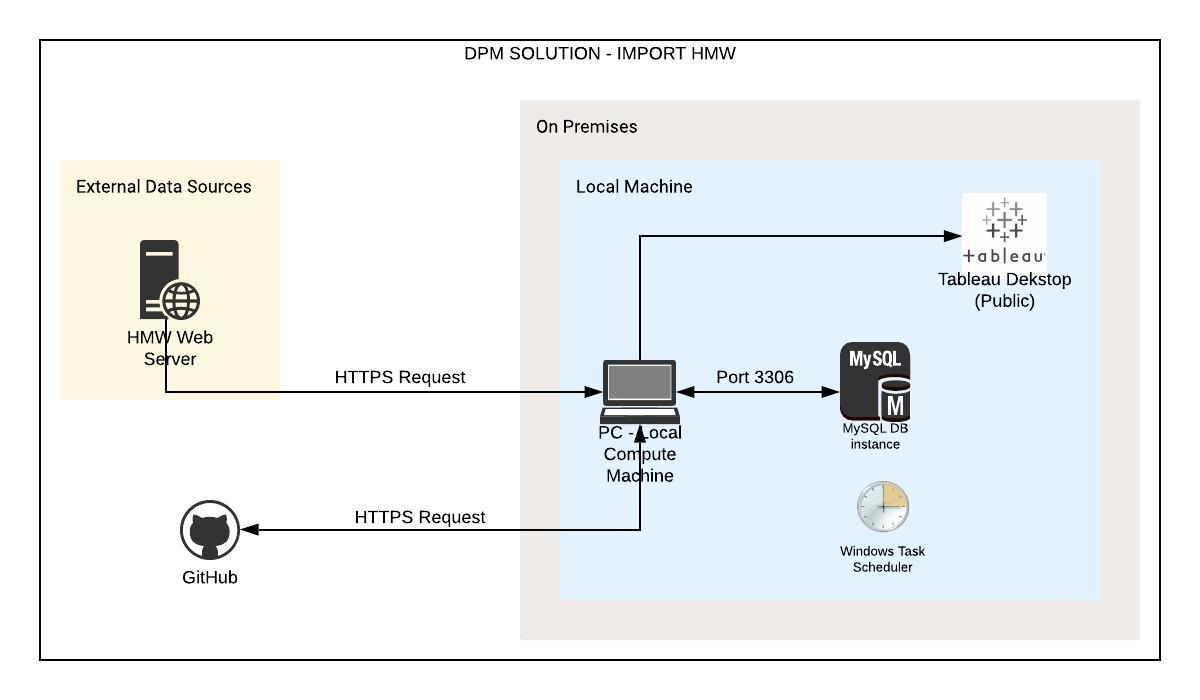 DPM SOLUTION - IMPORT HMW
On Premises
External Data Sources
Local Machine
+ableau
Tableau Dekstop
(Public)
HMW Web
Server
HTTPS Request
Port 3306
MySQL
M
MySQL DB
instance
PC - Local
Compute
Machine
HTTPS Request
GitHub
Windows Task
Scheduler